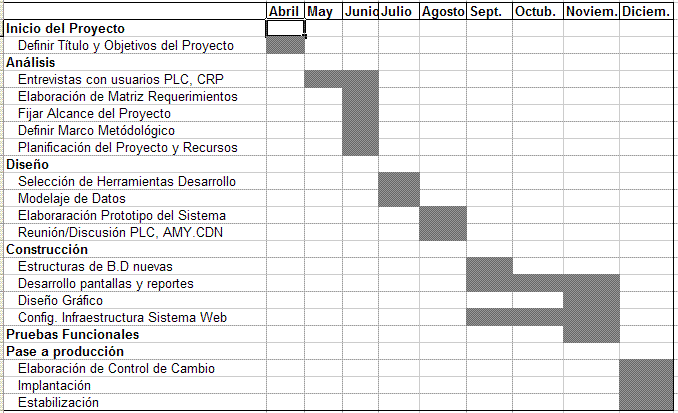 Abril May Junio Julio Agosto Sept. Octub. Noviem. Diciem.
Inicio del Proyecto
Definir Título y Objetivos del Proyecto
Análisis
Entrevistas con usuarios PLC, CRP
Elaboración de Matriz Requerimientos
Fijar Alcance del Proyecto
Definir Marco Metódológico
Planificación del Proyecto y Recursos
Diseño
Selección de Herramientas Desarrollo
Modelaje de Datos
Elaboraración Prototipo del Sistema
Reunión/Discusión PLC, AMY.CDN
Construcción
Estructuras de B.D nuevas
Desarrollo pantallas y reportes
Diseño Gráfico
Config. Infraestructura Sistema Web
Pruebas Funcionales
Pase a producción
Elaboración de Control de Cambio
Implantación
Estabilización